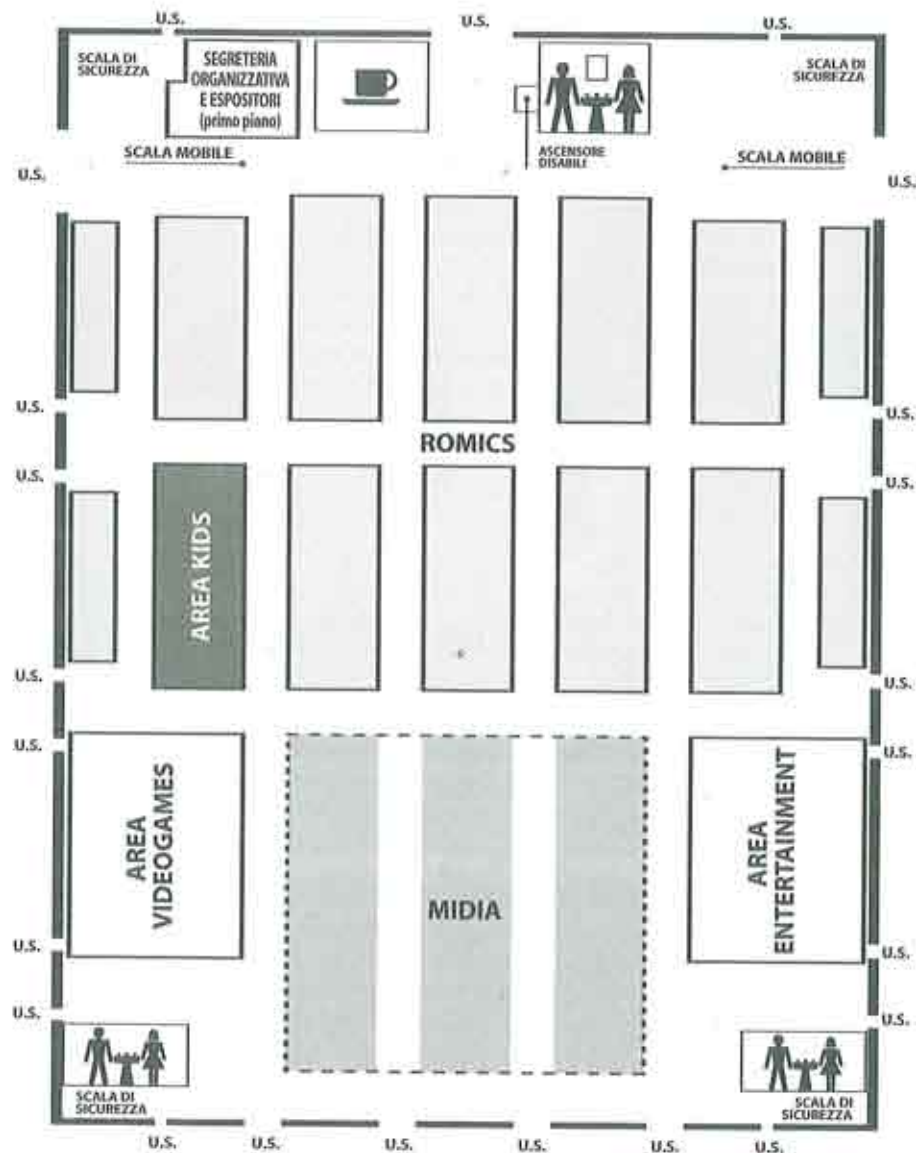 U.S.
U.S.
U.S.
SCALA DI
SICUREZZA
SEGRETERIA
ORGANIZZATIVA
E ESPOSITORI
(primo piano)
SCALA DI
SICUREZZA
SCALA MOBILE
ASCENSORE
DISABILI
SCALA MOBILE
U.S.
U.S.
U.S.
U.S.
ROMICS
U.S.
U.S.
AREA KIDS
U.S.
U.S.
U.S.
U.S.
AREA
VIDEOGAMES
MIDIA
AREA
ENTERTAINMENT
U.S.
U.S.
U.S.
U.S.
SCALA DI
SICUREZZA
SCALA DI
SICUREZZA
U.S.
U.S.
U.S.
U.S.
U.S.
U.S.